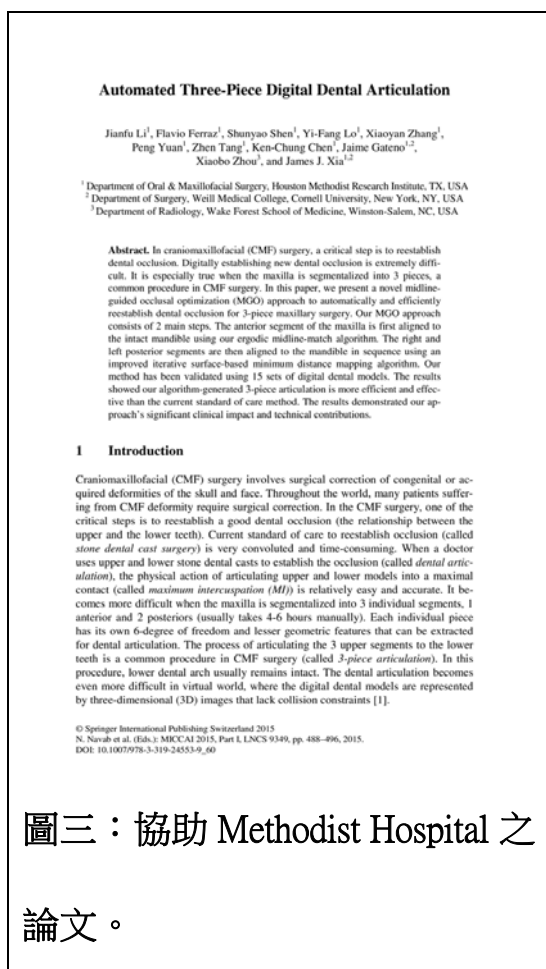 Automated Three-Piece Digital Dental Articulation
Jianfu Li1, Flavio Ferraz1, Shunyao Shen1, Yi-Fang Lo1, Xiaoyan Zhang1,
Peng Yuan1, Zhen Tang1, Ken-Chung Chen1, Jaime Gateno1,2,
Xiaobo Zhou3, and James J. Xia1,2
1 Department of Oral & Maxillofacial Surgery, Houston Methodist Research Institute, TX, USA
2 Department of Surgery, Weill Medical College, Cornell University, New York, NY, USA
3 Department of Radiology, Wake Forest School of Medicine, Winston-Salem, NC, USA
Abstract. In craniomaxillofacial (CMF) surgery, a critical step is to reestablish
dental occlusion. Digitally establishing new dental occlusion is extremely diffi-
cult. It is especially true when the maxilla is segmentalized into 3 pieces, a
common procedure in CMF surgery. In this paper, we present a novel midline-
guided occlusal optimization (MGO) approach to automatically and efficiently
reestablish dental occlusion for 3-piece maxillary surgery. Our MGO approach
consists of 2 main steps. The anterior segment of the maxilla is first aligned to
the intact mandible using our ergodic midline-match algorithm. The right and
left posterior segments are then aligned to the mandible in sequence using an
improved iterative surface-based minimum distance mapping algorithm. Our
method has been validated using 15 sets of digital dental models. The results
showed our algorithm-generated 3-piece articulation is more efficient and effec-
tive than the current standard of care method. The results demonstrated our ap-
proach's significant clinical impact and technical contributions.
1 Introduction
Craniomaxillofacial (CMF) surgery involves surgical correction of congenital or ac-
quired deformities of the skull and face. Throughout the world, many patients suffer-
ing from CMF deformity require surgical correction. In the CMF surgery, one of the
critical steps is to reestablish a good dental occlusion (the relationship between the
upper and the lower teeth). Current standard of care to reestablish occlusion (called
stone dental cast surgery) is very convoluted and time-consuming. When a doctor
uses upper and lower stone dental casts to establish the occlusion (called dental artic-
ulation), the physical action of articulating upper and lower models into a maximal
contact (called maximum intercuspation (MI)) is relatively easy and accurate. It be-
comes more difficult when the maxilla is segmentalized into 3 individual segments, 1
anterior and 2 posteriors (usually takes 4-6 hours manually). Each individual piece
has its own 6-degree of freedom and lesser geometric features that can be extracted
for dental articulation. The process of articulating the 3 upper segments to the lower
teeth is a common procedure in CMF surgery (called 3-piece articulation). In this
procedure, lower dental arch usually remains intact. The dental articulation becomes
even more difficult in virtual world, where the digital dental models are represented
by three-dimensional (3D) images that lack collision constraints [1].
© Springer International Publishing Switzerland 2015
N. Navab et al. (Eds.): MICCAI 2015, Part I, LNCS 9349, pp. 488–496, 2015.
DOI: 10.1007/978-3-319-24553-9_60
圖三：協助 Methodist Hospital 之
論文。